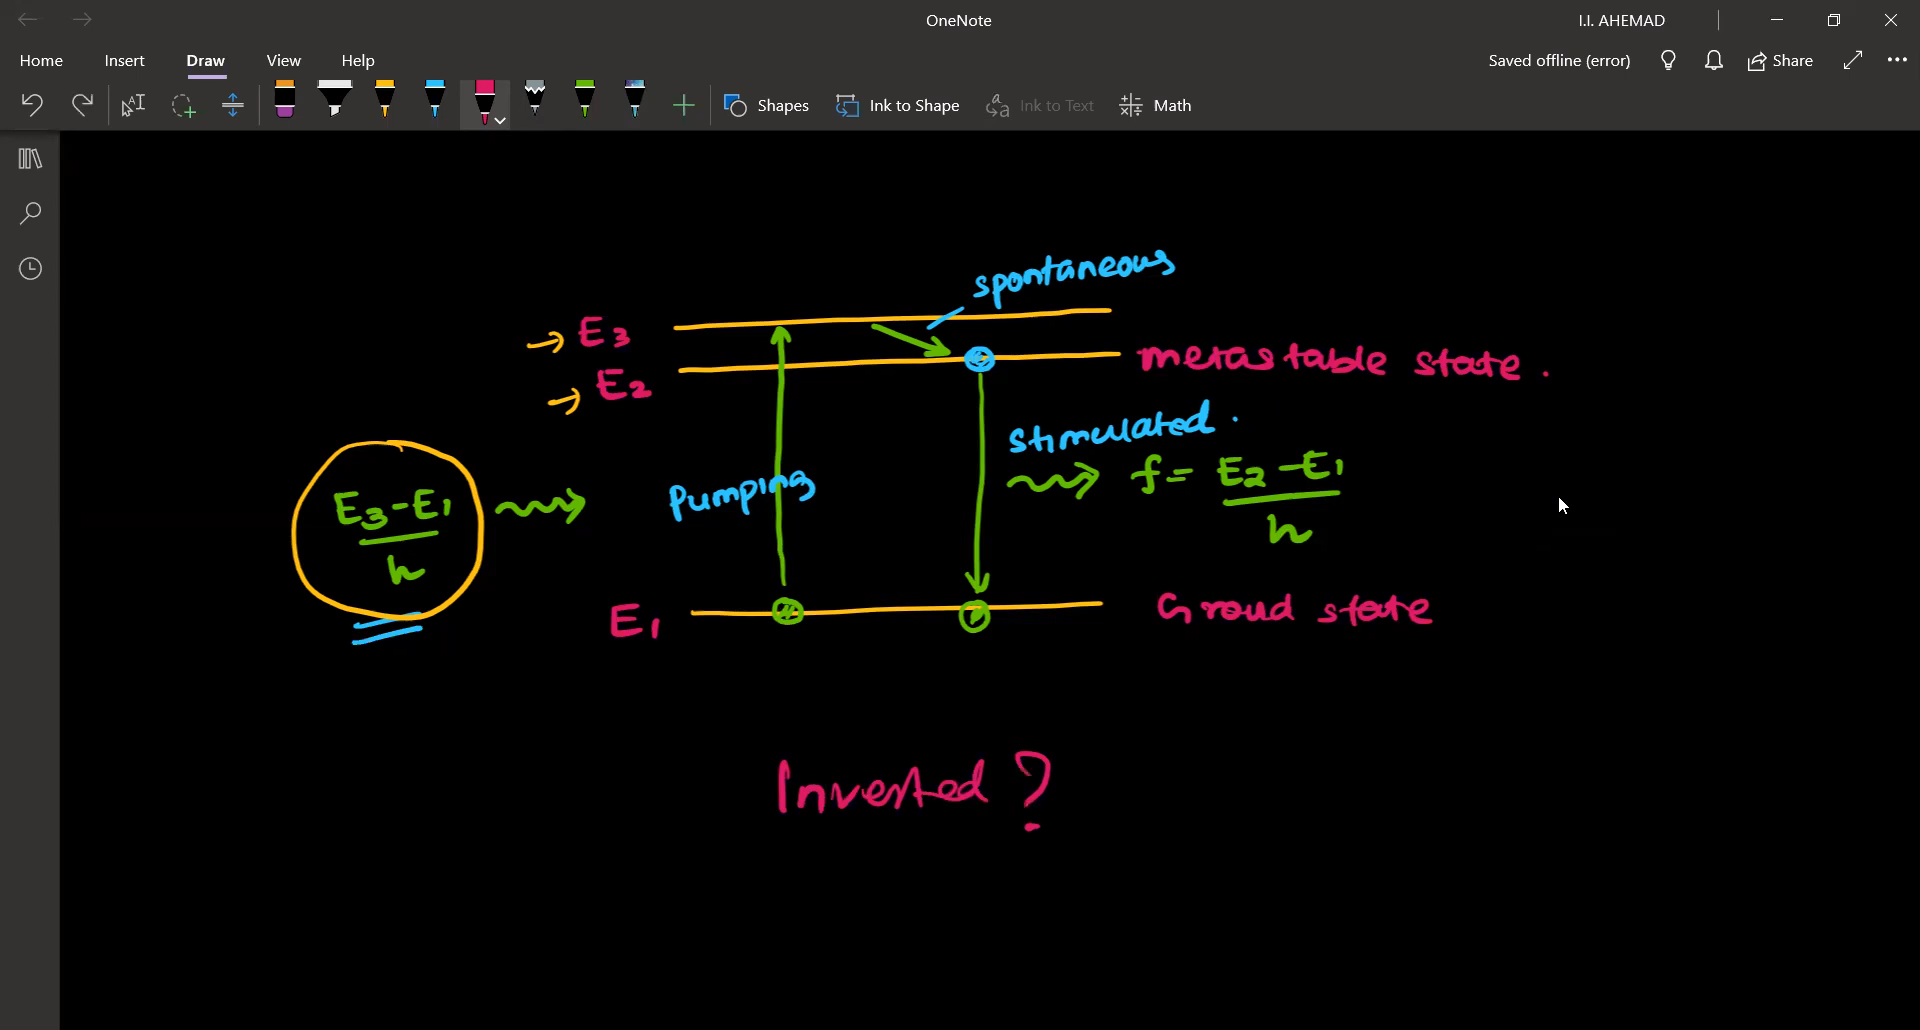 OneNote
I.I. AHEMAD
Home Insert Draw View Help
Saved offline (error)
Share
Shapes
Ink to Shape
Ink to Text
Math
spontaneous
→ E3
→ E2
metastable state.
stimulated.
f = E2 - E1
h
E3 - E1
h
Pumping
E1
Groud state
Inverted ?